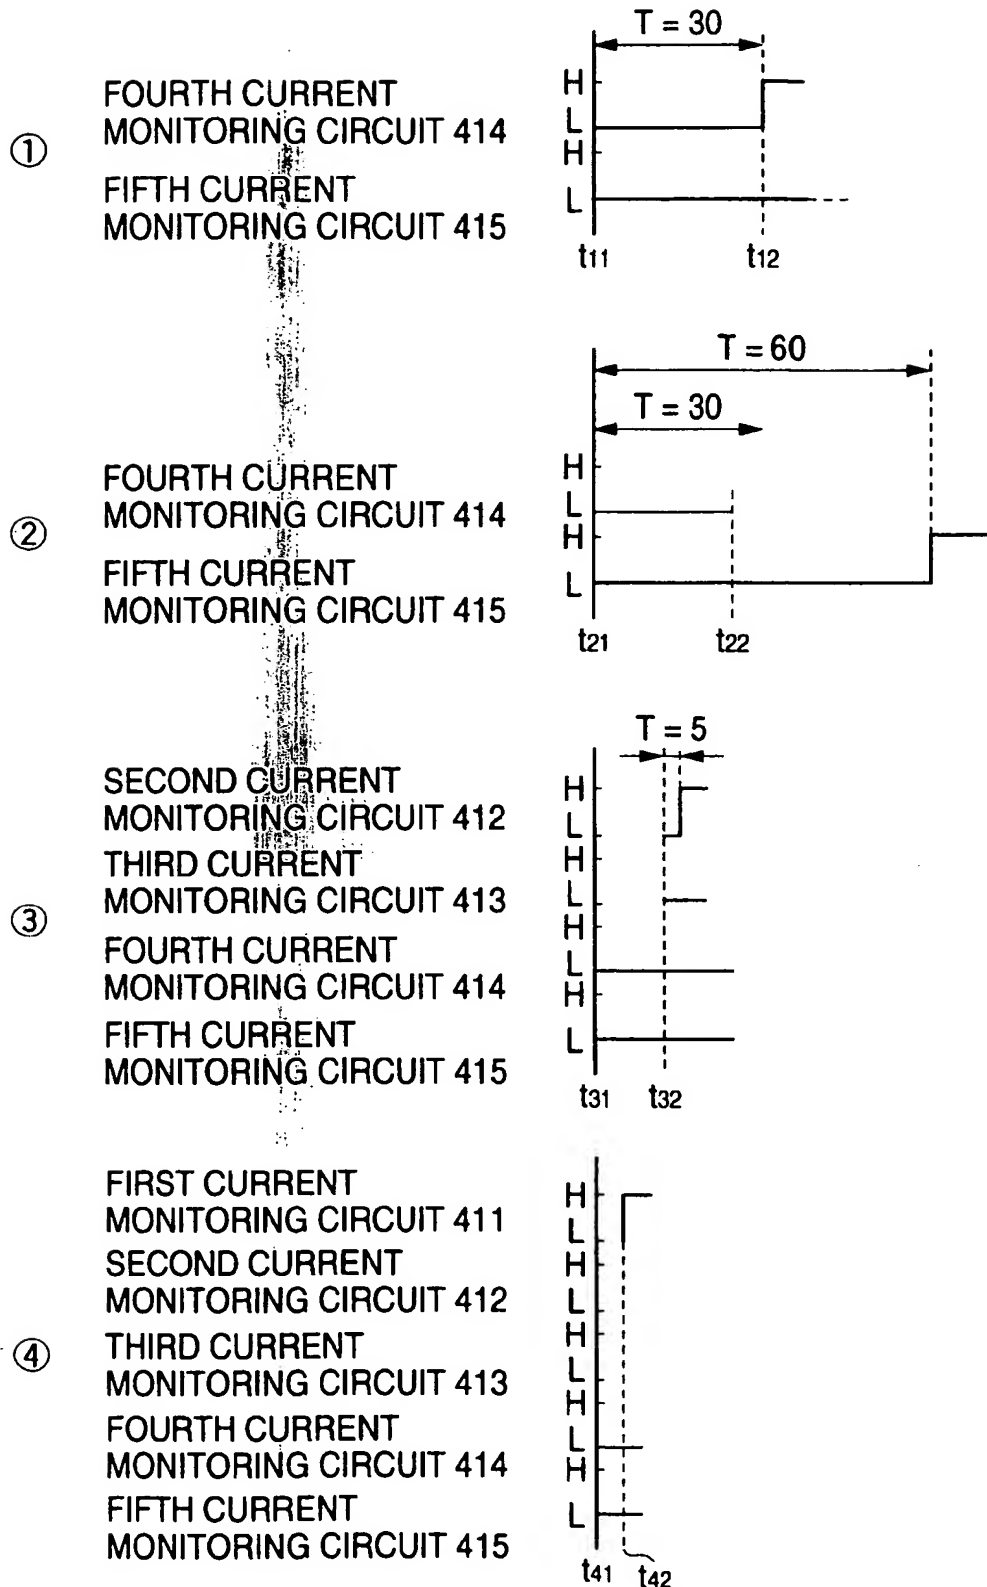 T = 30
①
FOURTH CURRENT
MONITORING CIRCUIT 414
H
L
FIFTH CURRENT
MONITORING CIRCUIT 415
H
L
t11
t12
T = 60
T = 30
②
FOURTH CURRENT
MONITORING CIRCUIT 414
H
L
FIFTH CURRENT
MONITORING CIRCUIT 415
H
L
t21
t22
T = 5
③
SECOND CURRENT
MONITORING CIRCUIT 412
H
L
THIRD CURRENT
MONITORING CIRCUIT 413
H
L
FOURTH CURRENT
MONITORING CIRCUIT 414
H
L
FIFTH CURRENT
MONITORING CIRCUIT 415
H
L
t31
t32
④
FIRST CURRENT
MONITORING CIRCUIT 411
H
L
SECOND CURRENT
MONITORING CIRCUIT 412
H
L
THIRD CURRENT
MONITORING CIRCUIT 413
H
L
FOURTH CURRENT
MONITORING CIRCUIT 414
H
L
FIFTH CURRENT
MONITORING CIRCUIT 415
H
L
t41
t42